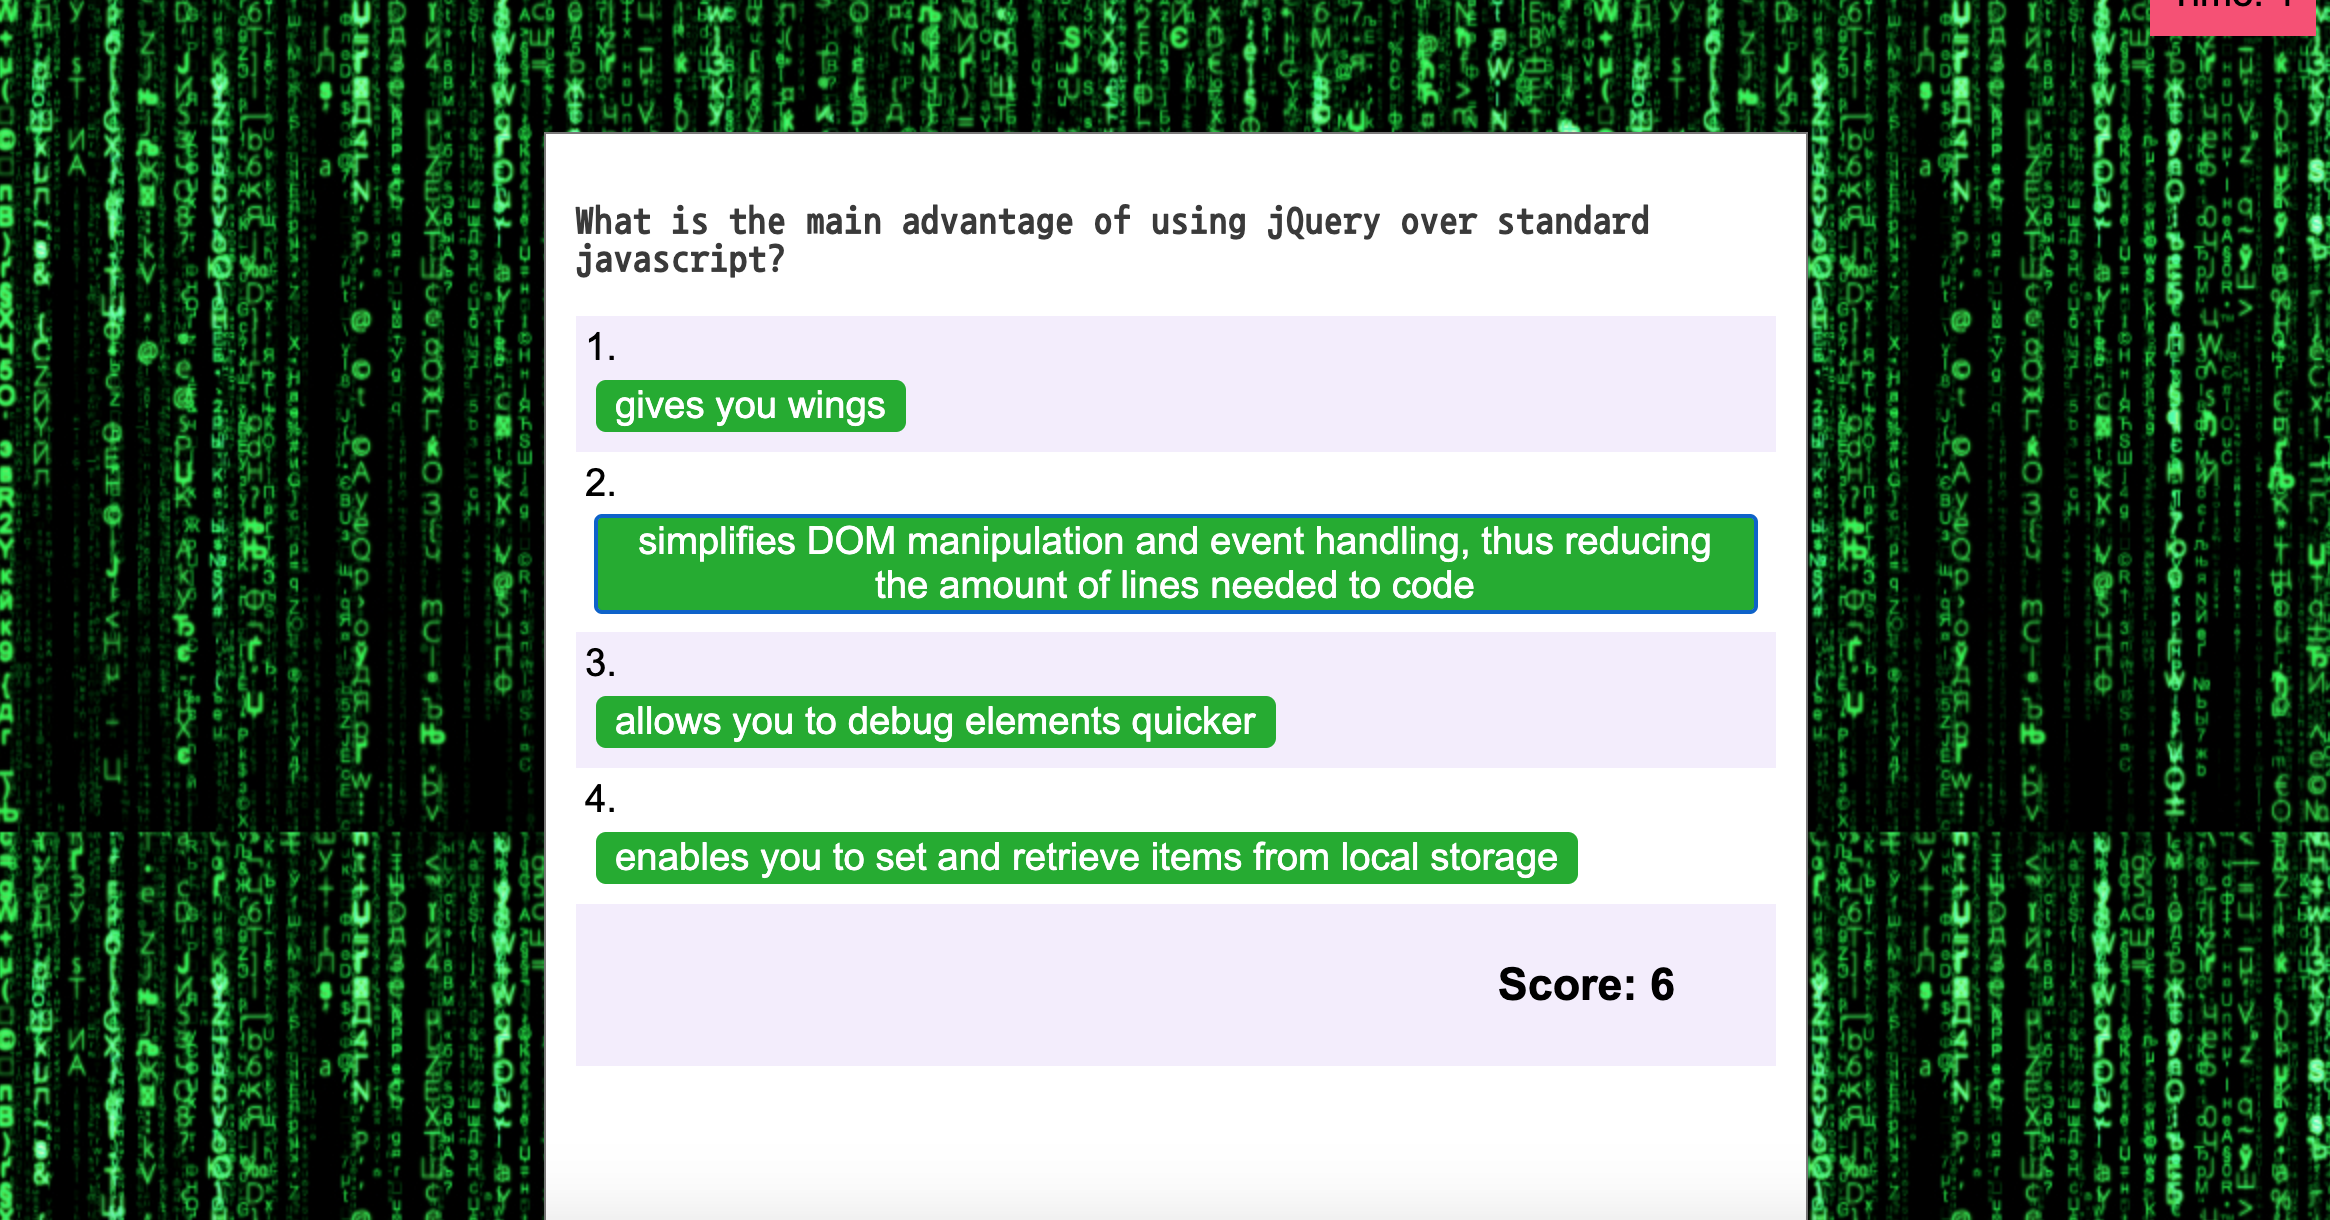 What is the main advantage of using jQuery over standard
javascript?
1.
gives you wings
2.
simplifies DOM manipulation and event handling, thus reducing
the amount of lines needed to code
3.
allows you to debug elements quicker
4.
enables you to set and retrieve items from local storage
Score: 6